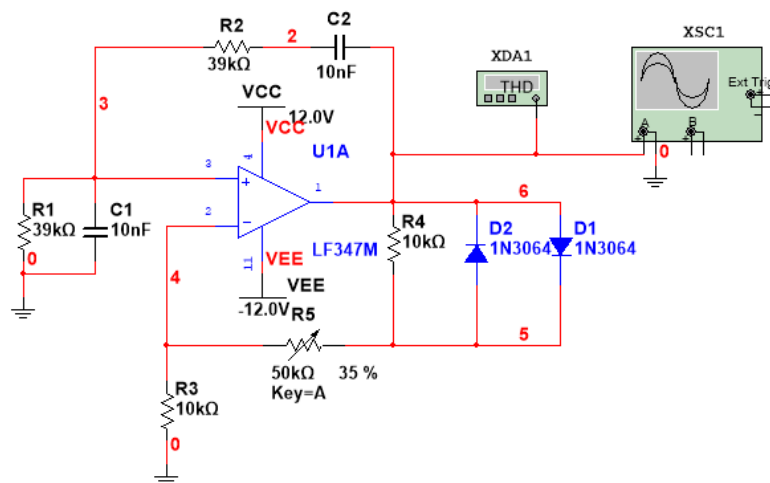 R2
2
C2
39kΩ
10nF
XDA1
THD
XSC1
Ext Trig
+
−
A
B
+
−
+
−
0
3
VCC
12.0V
VCC
4
U1A
3
+
1
2
−
LF347M
11
VEE
VEE
-12.0V
R1
39kΩ
0
C1
10nF
6
R4
10kΩ
D2
1N3064
D1
1N3064
4
5
R5
50kΩ
35 %
Key=A
R3
10kΩ
0